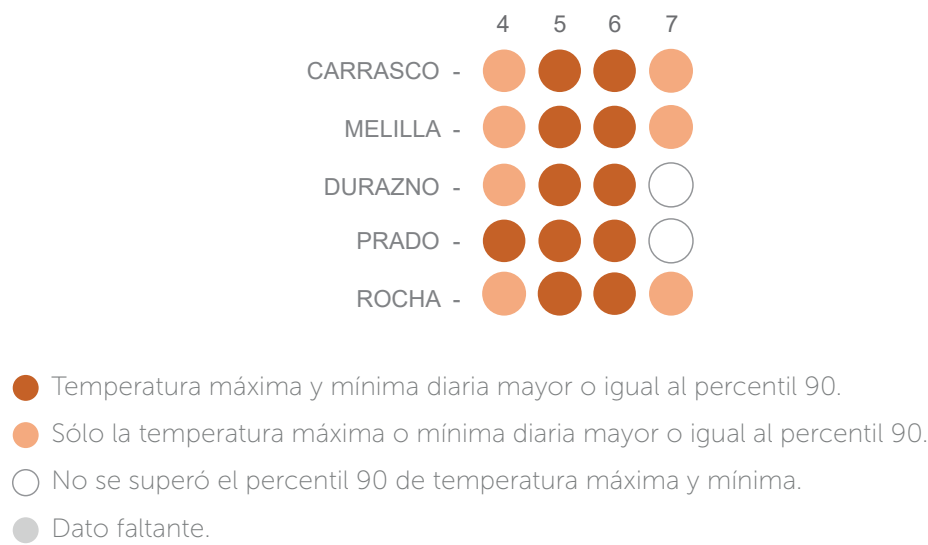 4 5 6 7
CARRASCO -
MELILLA -
DURAZNO -
PRADO -
ROCHA -
Temperatura máxima y mínima diaria mayor o igual al percentil 90.
Sólo la temperatura máxima o mínima diaria mayor o igual al percentil 90.
No se superó el percentil 90 de temperatura máxima y mínima.
Dato faltante.